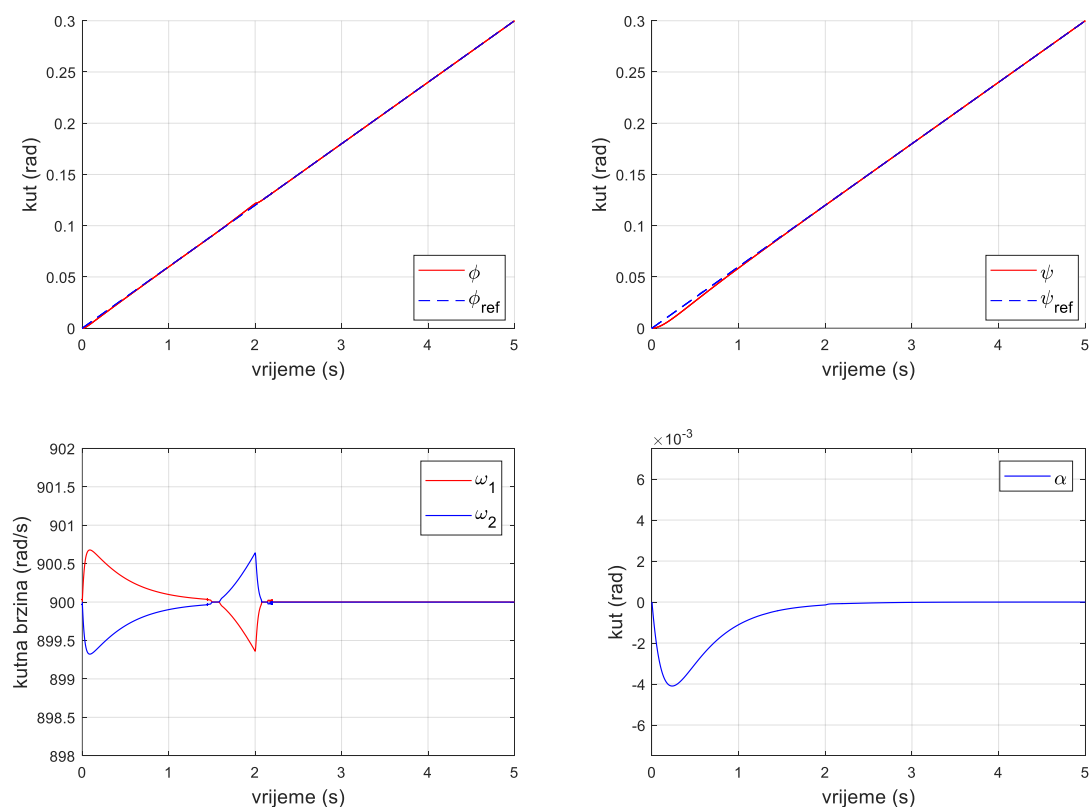 0.3
0.25
0.2
0.15
0.1
0.05
0
kut (rad)
0 1 2 3 4 5
vrijeme (s)
ϕ
ϕref
0.3
0.25
0.2
0.15
0.1
0.05
0
kut (rad)
0 1 2 3 4 5
vrijeme (s)
ψ
ψref
902
901.5
901
900.5
900
899.5
899
898.5
898
kutna brzina (rad/s)
0 1 2 3 4 5
vrijeme (s)
ω1
ω2
×10-3
6
4
2
0
-2
-4
-6
kut (rad)
0 1 2 3 4 5
vrijeme (s)
α